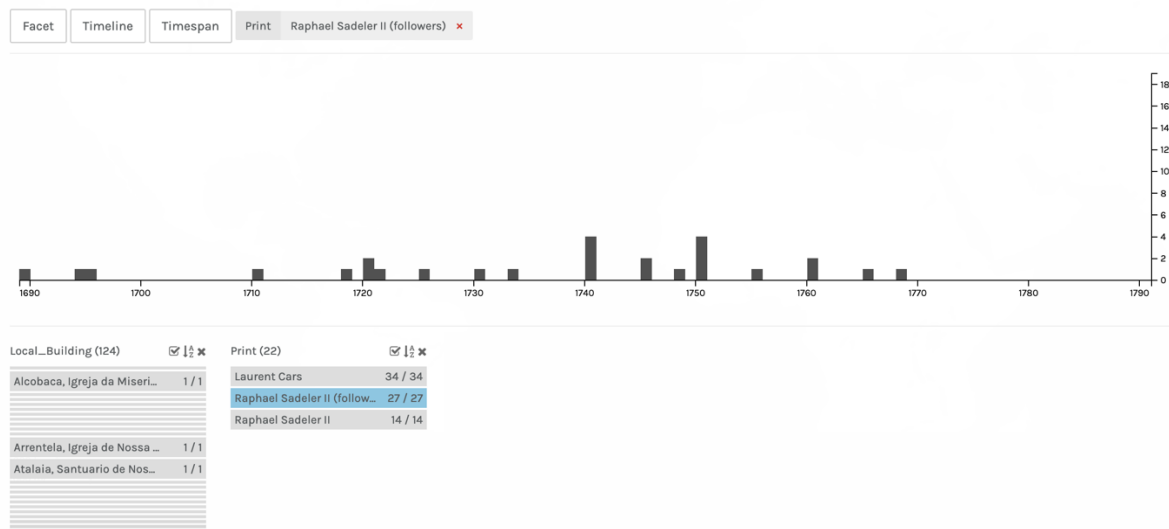 Facet Timeline Timespan Print Raphael Sadeler II (followers) ×
18
16
14
12
10
8
6
4
2
0
1690 1700 1710 1720 1730 1740 1750 1760 1770 1780 1790
Local_Building (124)
Alcobaca, Igreja da Miseri... 1 / 1
Arrentela, Igreja de Nossa ... 1 / 1
Atalaia, Santuario de Nos... 1 / 1
Print (22)
Laurent Cars 34 / 34
Raphael Sadeler II (follow... 27 / 27
Raphael Sadeler II 14 / 14